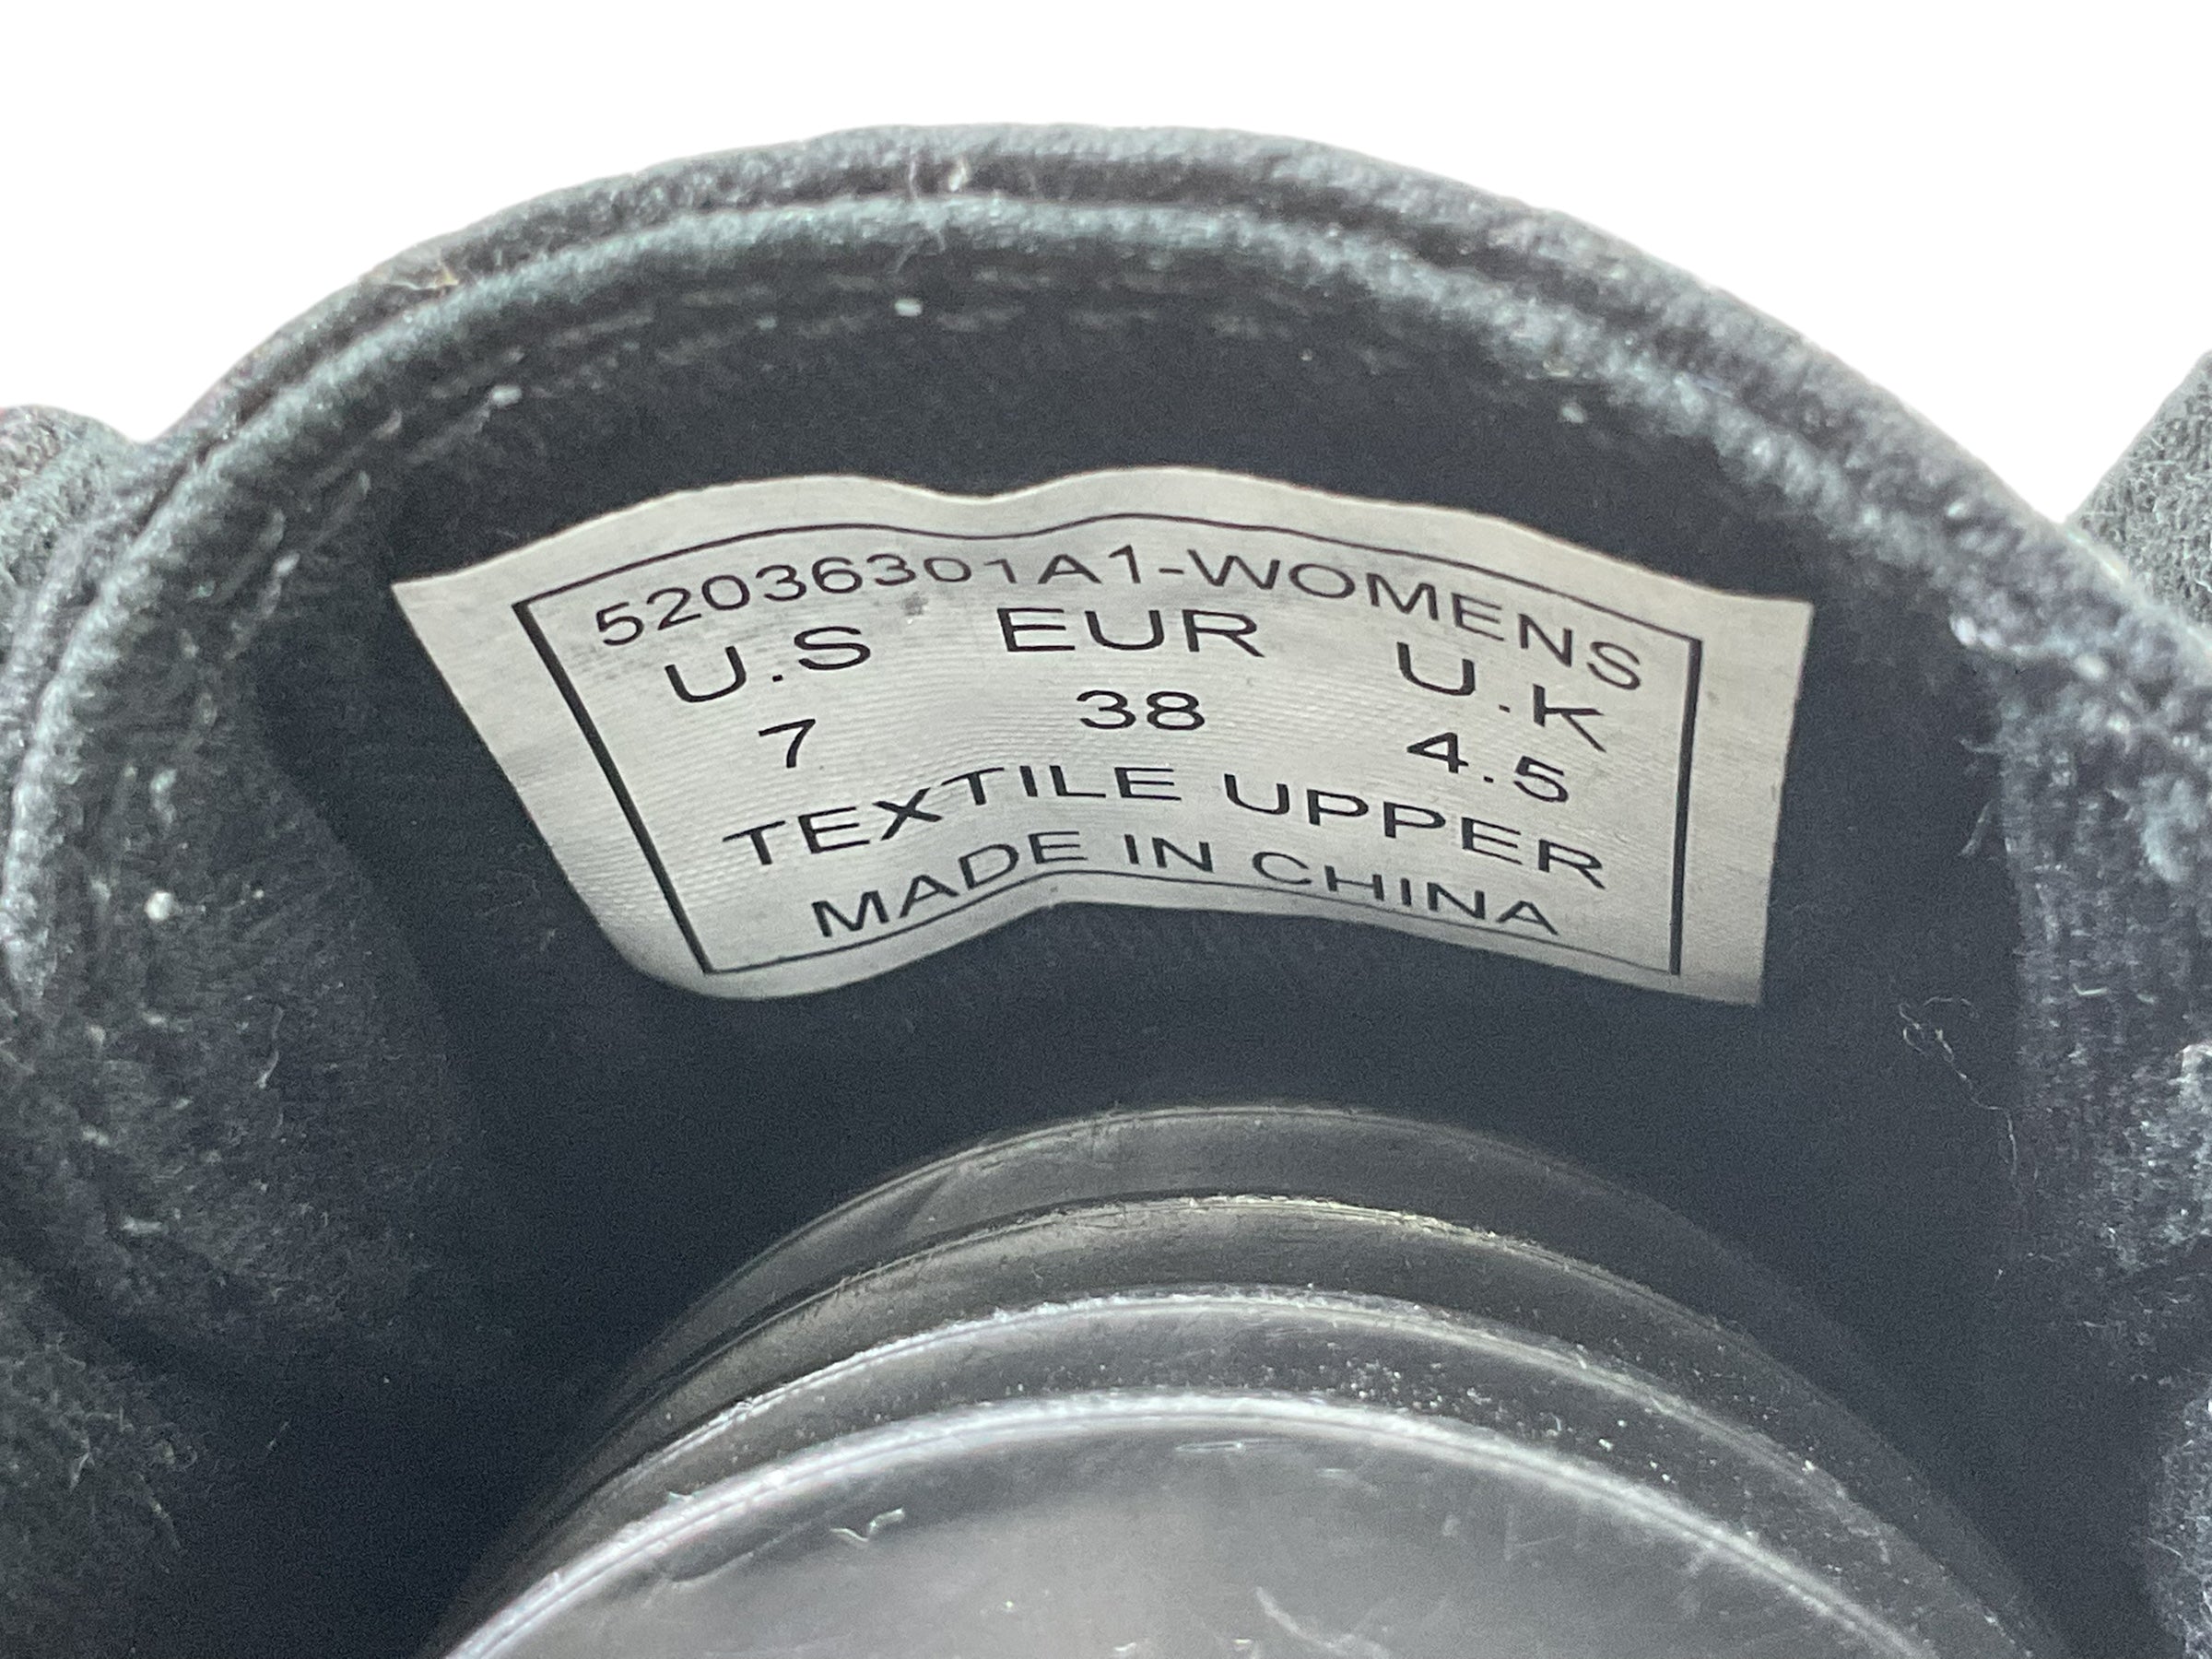 52036301A1-WOMENS
U.S EUR U.K
7 38 4.5
TEXTILE UPPER
MADE IN CHINA